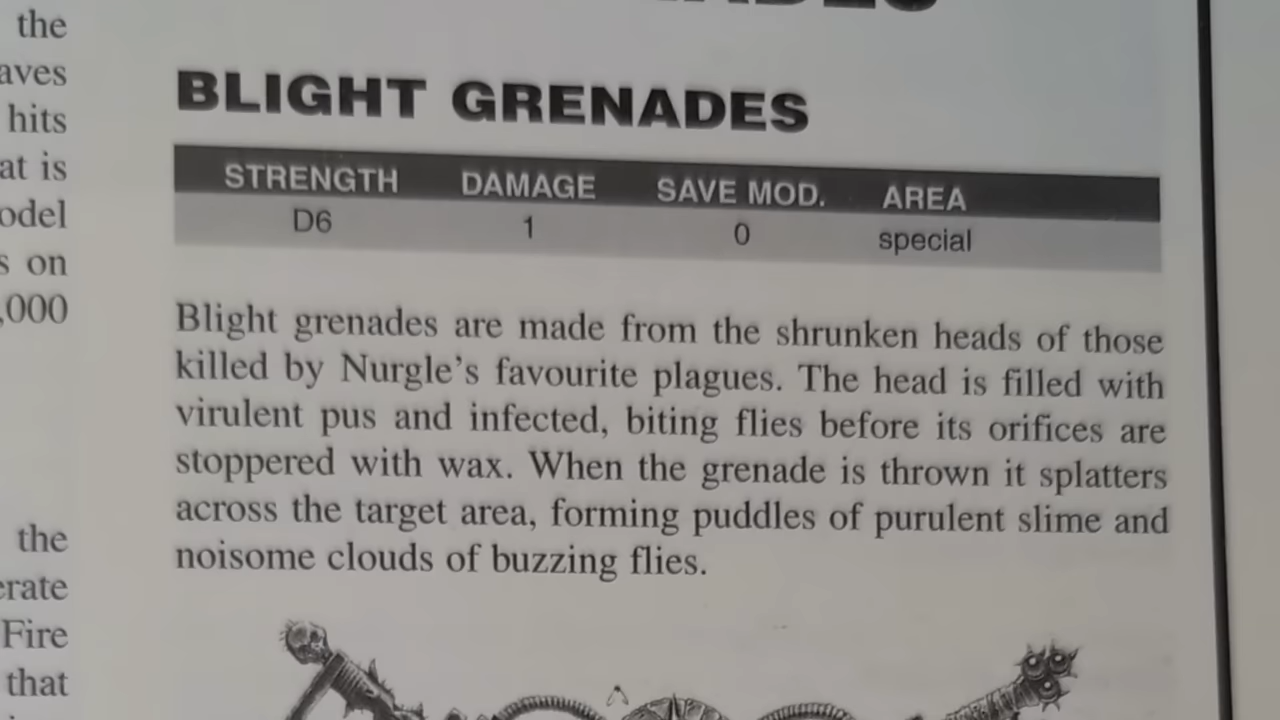 the
hits
at is
s on
,000
the
Fire
that
BLIGHT GRENADES
STRENGTH DAMAGE SAVE MOD. AREA
D6 1 0 special
Blight grenades are made from the shrunken heads of those
killed by Nurgle's favourite plagues. The head is filled with
virulent pus and infected, biting flies before its orifices are
stoppered with wax. When the grenade is thrown it splatters
across the target area, forming puddles of purulent slime and
noisome clouds of buzzing flies.